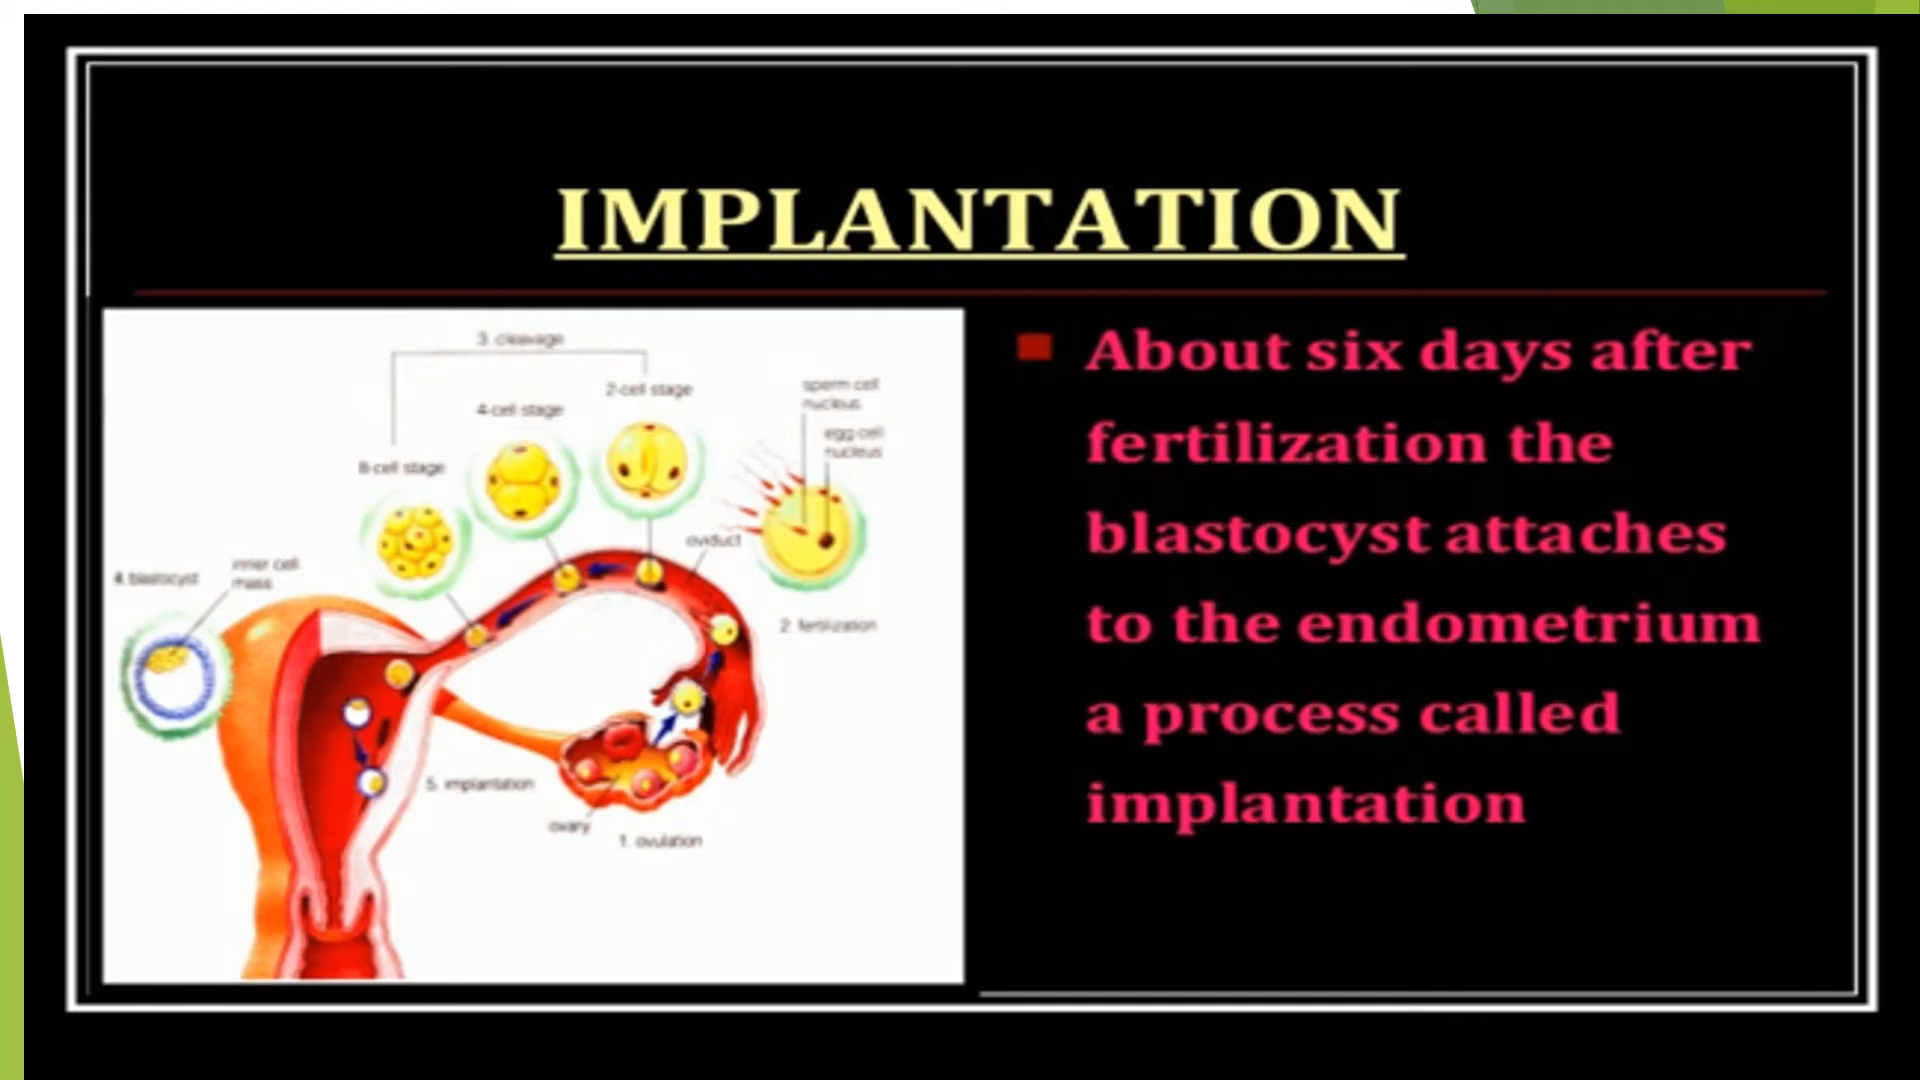 IMPLANTATION
3. cleavage
2-cell stage
4-cell stage
8-cell stage
sperm cell
nucleus
egg cell
nucleus
oviduct
inner cell
mass
4. blastocyst
2. fertilization
5. implantation
ovary
1. ovulation
About six days after
fertilization the
blastocyst attaches
to the endometrium
a process called
implantation